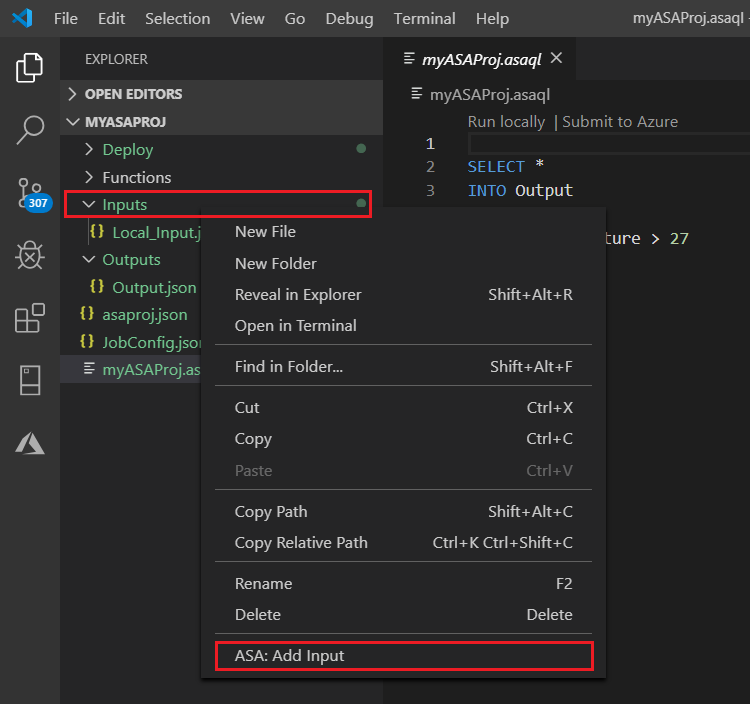 File Edit Selection View Go Debug Terminal Help myASAProj.asaql
EXPLORER
OPEN EDITORS
MYASAPROJ
Deploy
Functions
Inputs
Local_Input.j
Outputs
Output.json
asaproj.json
JobConfig.json
myASAProj.as
307
myASAProj.asaql
myASAProj.asaql
Run locally | Submit to Azure
1
2 SELECT *
3 INTO Output
ture > 27
New File
New Folder
Reveal in Explorer Shift+Alt+R
Open in Terminal
Find in Folder... Shift+Alt+F
Cut Ctrl+X
Copy Ctrl+C
Paste Ctrl+V
Copy Path Shift+Alt+C
Copy Relative Path Ctrl+K Ctrl+Shift+C
Rename F2
Delete Delete
ASA: Add Input